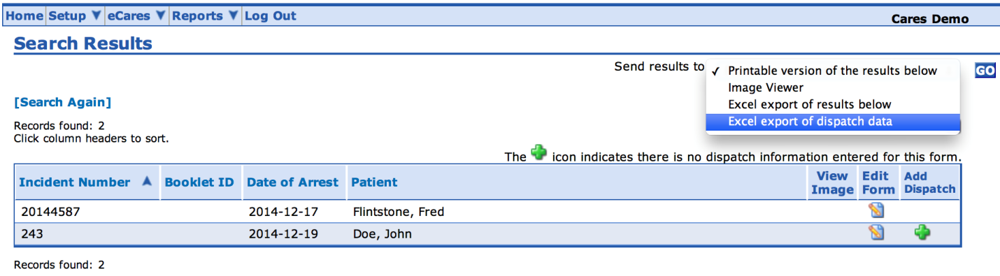 Home Setup eCares Reports Log Out
Cares Demo
Search Results
Send results to
✓ Printable version of the results below
Image Viewer
Excel export of results below
Excel export of dispatch data
GO
[Search Again]
Records found: 2
Click column headers to sort.
The icon indicates there is no dispatch information entered for this form.
Incident Number Booklet ID Date of Arrest Patient View Image Edit Form Add Dispatch
20144587 2014-12-17 Flintstone, Fred
243 2014-12-19 Doe, John
Records found: 2